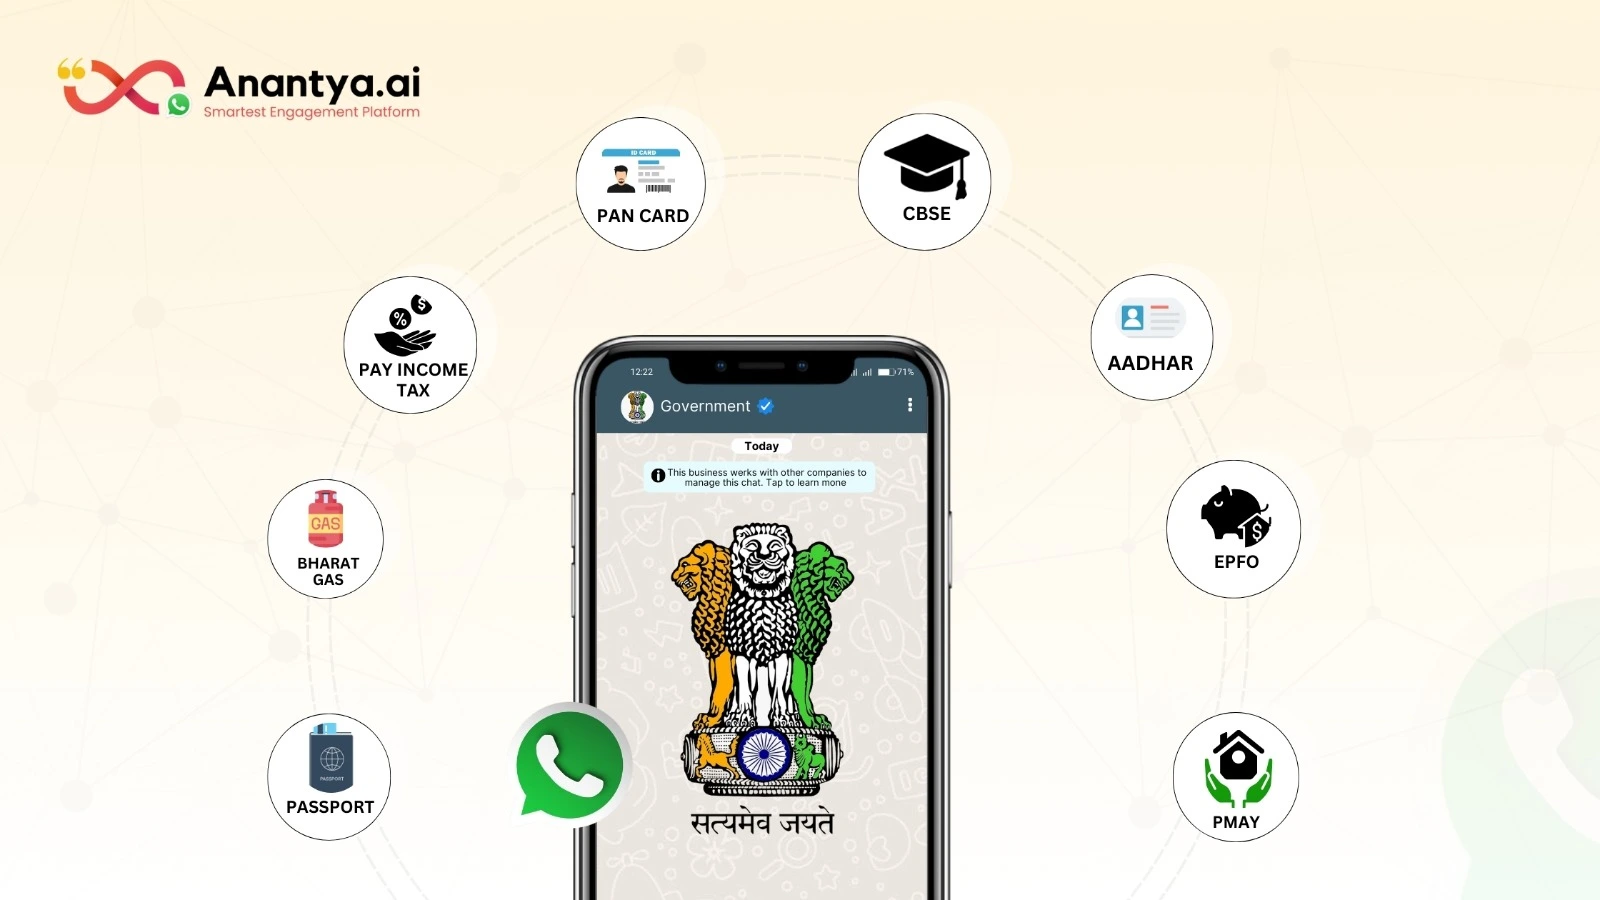 Anantya.ai
Smartest Engagement Platform
ID CARD
PAN CARD
CBSE
%
$
PAY INCOME
TAX
AADHAR
GAS
BHARAT
GAS
$
EPFO
PASSPORT
PASSPORT
PMAY
12:22
71%
Government
Today
This business werks with other companies to
manage this chat. Tap to learn mone
सत्यमेव जयते